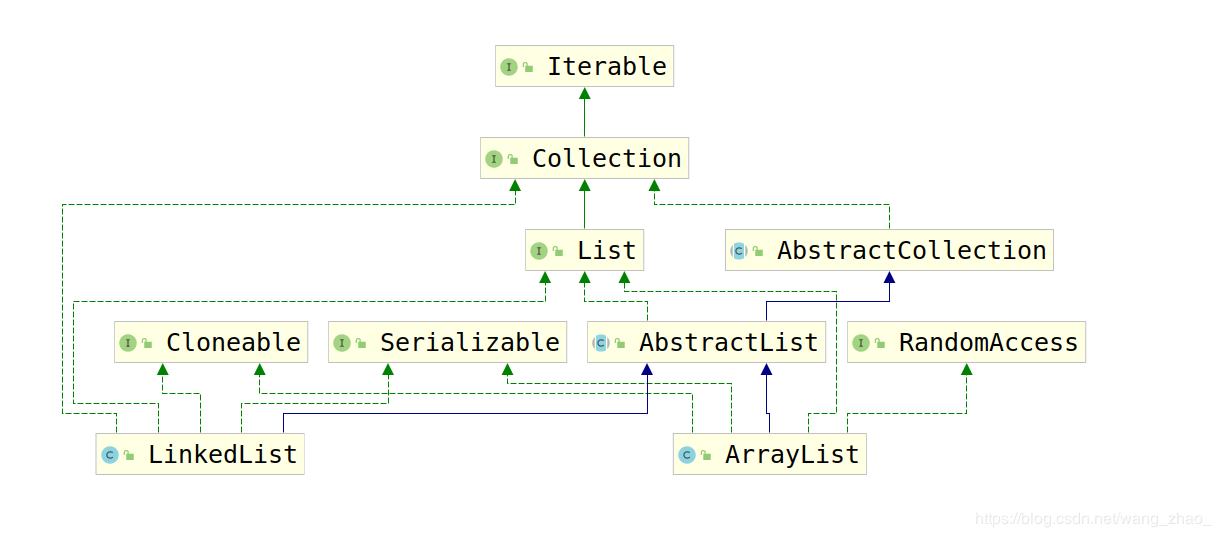 Iterable
Collection
List
AbstractCollection
Cloneable
Serializable
AbstractList
RandomAccess
LinkedList
ArrayList
https://blog.csdn.net/wang_zhao_